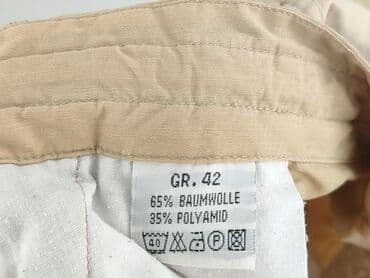 GR. 42
65% BAUMWOLLE
35% POLYAMID
40 P